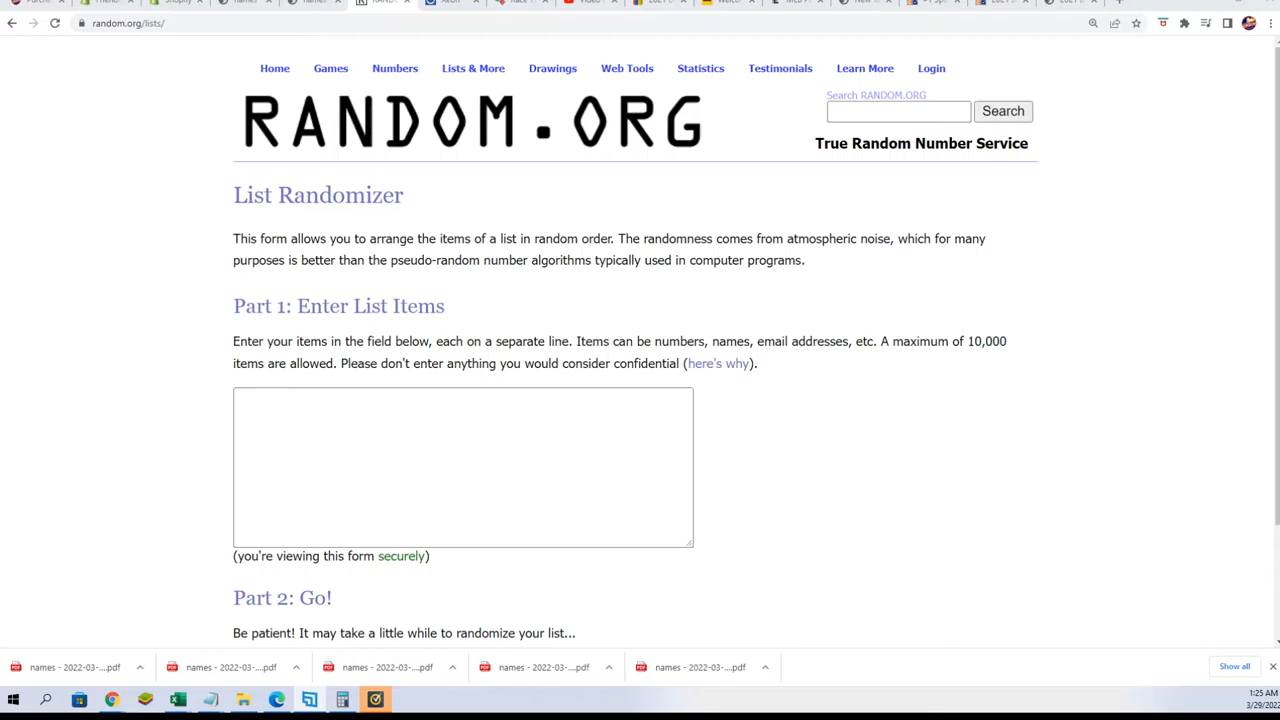 random.org/lists/
Home Games Numbers Lists & More Drawings Web Tools Statistics Testimonials Learn More Login
RANDOM.ORG
Search RANDOM.ORG
Search
True Random Number Service
List Randomizer
This form allows you to arrange the items of a list in random order. The randomness comes from atmospheric noise, which for many
purposes is better than the pseudo-random number algorithms typically used in computer programs.
Part 1: Enter List Items
Enter your items in the field below, each on a separate line. Items can be numbers, names, email addresses, etc. A maximum of 10,000
items are allowed. Please don't enter anything you would consider confidential (here's why).
(you're viewing this form securely)
Part 2: Go!
Be patient! It may take a little while to randomize your list...
names - 2022-03-....pdf names - 2022-03-....pdf names - 2022-03-....pdf names - 2022-03-....pdf names - 2022-03-....pdf Show all
1:25 AM
3/29/2022